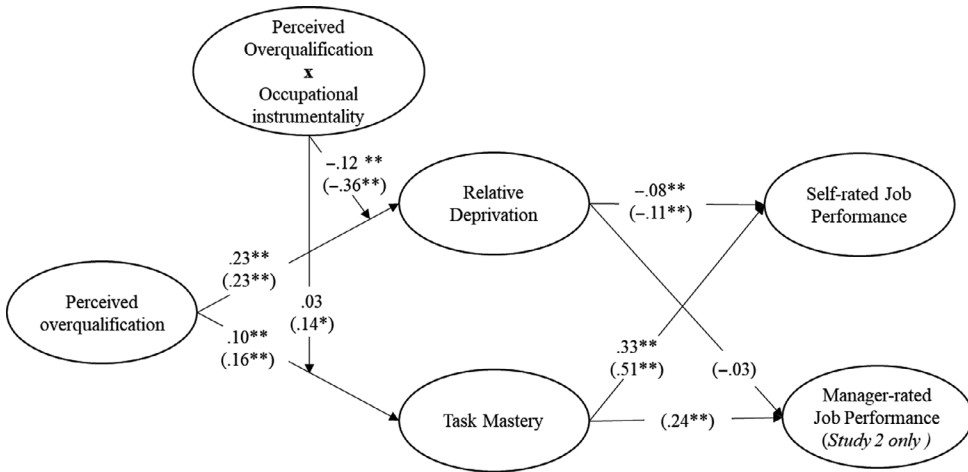 Perceived
Overqualification
x
Occupational
instrumentality
–.12 **
(–.36**)
Relative
Deprivation
–.08**
(–.11**)
Self-rated Job
Performance
.23**
(.23**)
Perceived
overqualification
.03
(.14*)
.10**
(.16**)
.33**
(.51**)
(–.03)
Task Mastery
(.24**)
Manager-rated
Job Performance
(Study 2 only )